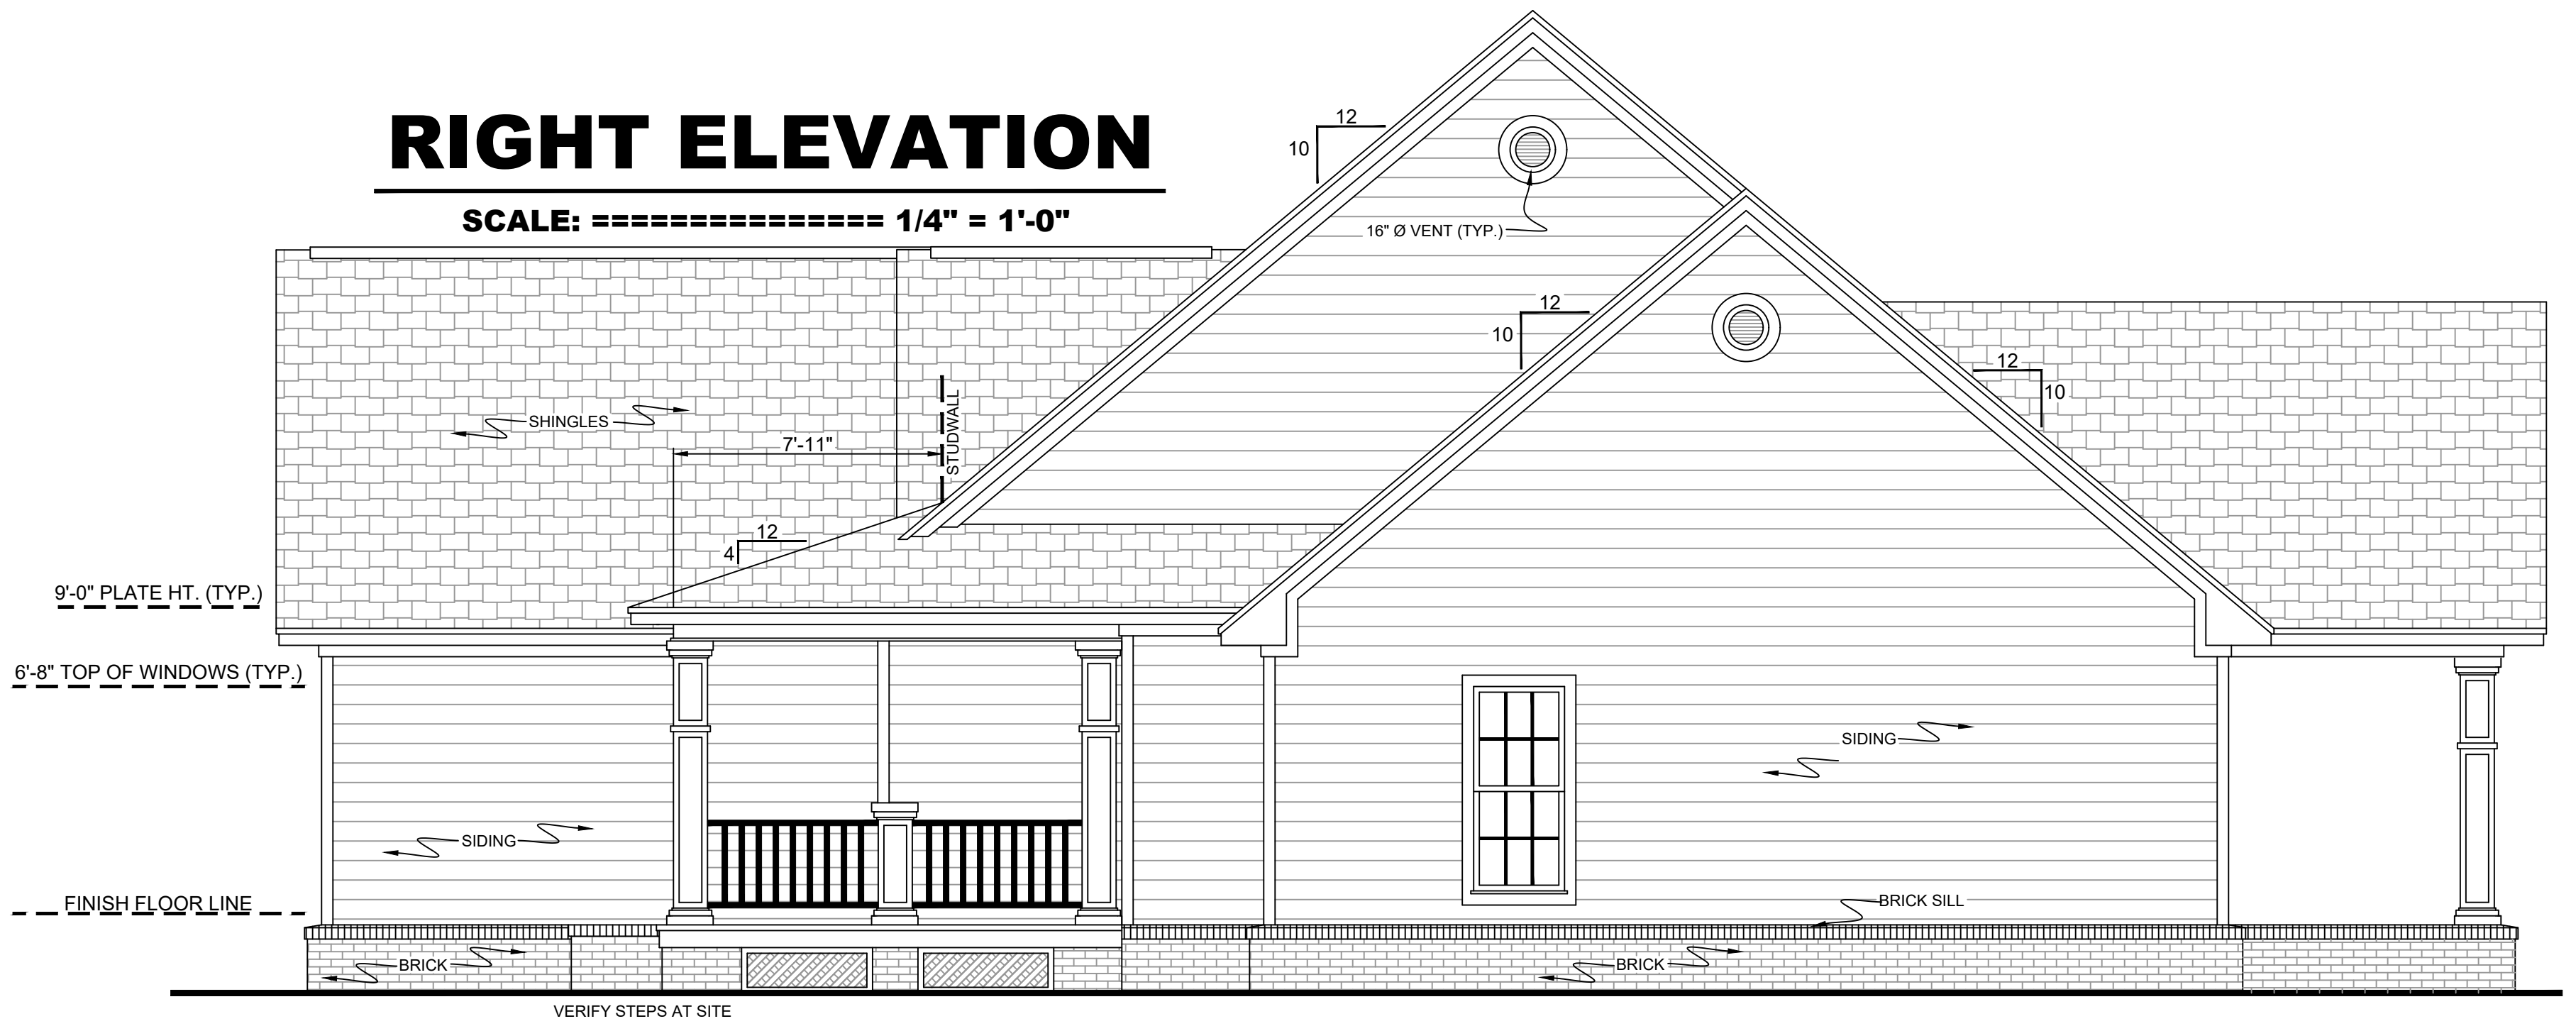 RIGHT ELEVATION
SCALE: =============== 1/4" = 1'-0"
12
10
16" Ø VENT (TYP.)
12
10
12
10
SHINGLES
7'-11"
STUDWALL
12
4
9'-0" PLATE HT. (TYP.)
6'-8" TOP OF WINDOWS (TYP.)
SIDING
SIDING
FINISH FLOOR LINE
BRICK SILL
BRICK
BRICK
VERIFY STEPS AT SITE